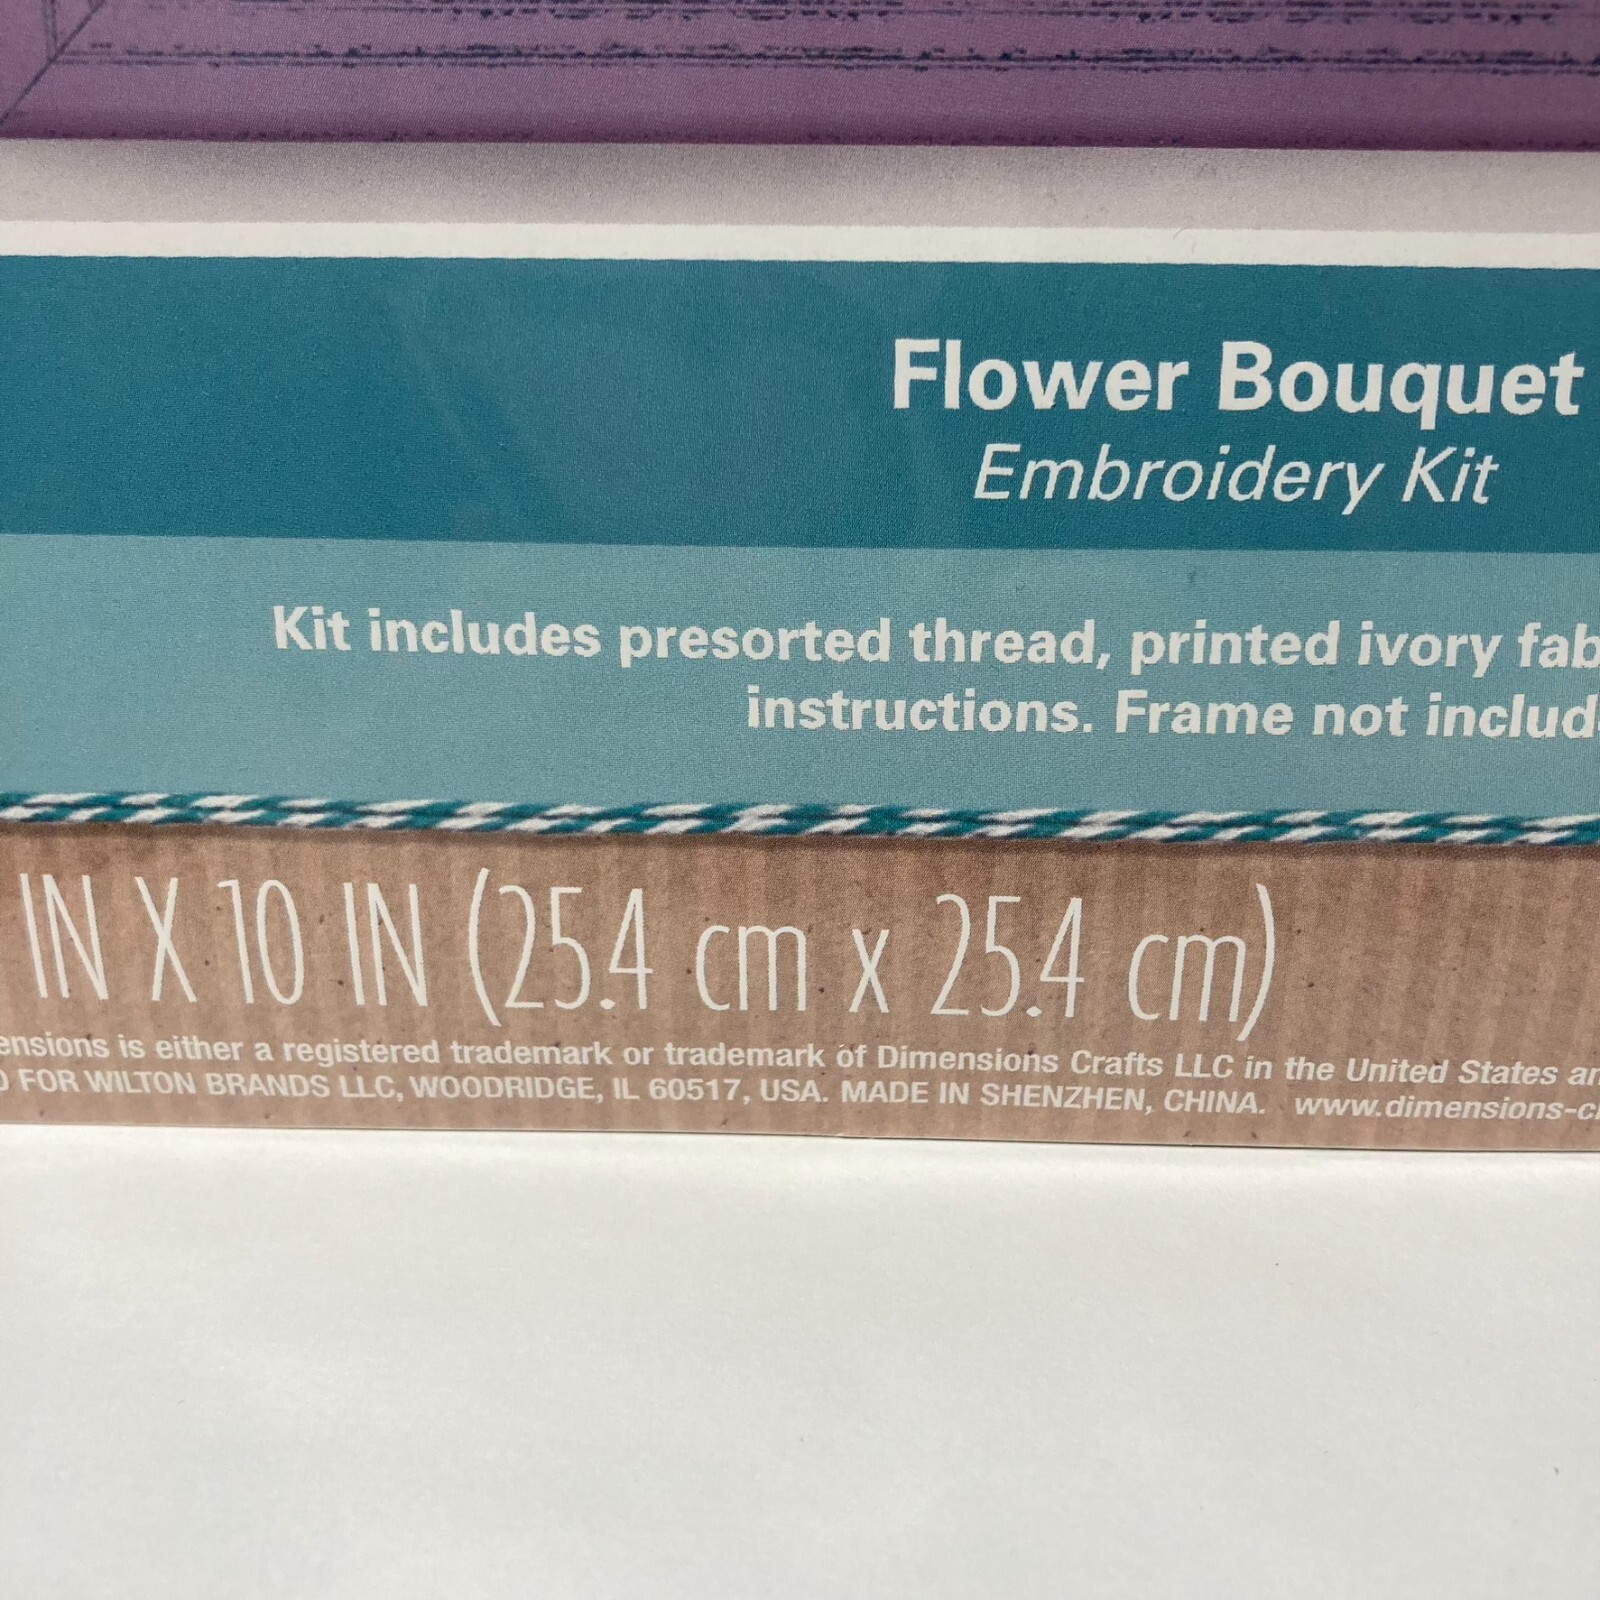 Flower Bouquet
Embroidery Kit
Kit includes presorted thread, printed ivory fab
instructions. Frame not includ
IN X 10 IN (25.4 cm x 25.4 cm)
ensions is either a registered trademark or trademark of Dimensions Crafts LLC in the United States an
FOR WILTON BRANDS LLC, WOODRIDGE, IL 60517, USA. MADE IN SHENZHEN, CHINA. www.dimensions-c